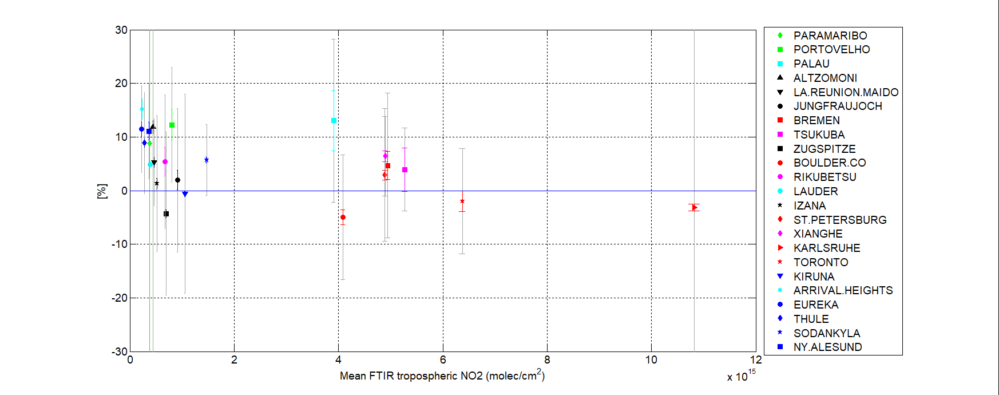 30
20
10
0
-10
-20
-30
[%]
0
2
4
6
8
10
12
Mean FTIR tropospheric NO2 (molec/cm2)
x 1015
PARAMARIBO
PORTOVELHO
PALAU
ALTZOMONI
LA.REUNION.MAIDO
JUNGFRAUJOCH
BREMEN
TSUKUBA
ZUGSPITZE
BOULDER.CO
RIKUBETSU
LAUDER
IZANA
ST.PETERSBURG
XIANGHE
KARLSRUHE
TORONTO
KIRUNA
ARRIVAL.HEIGHTS
EUREKA
THULE
SODANKYLA
NY.ALESUND